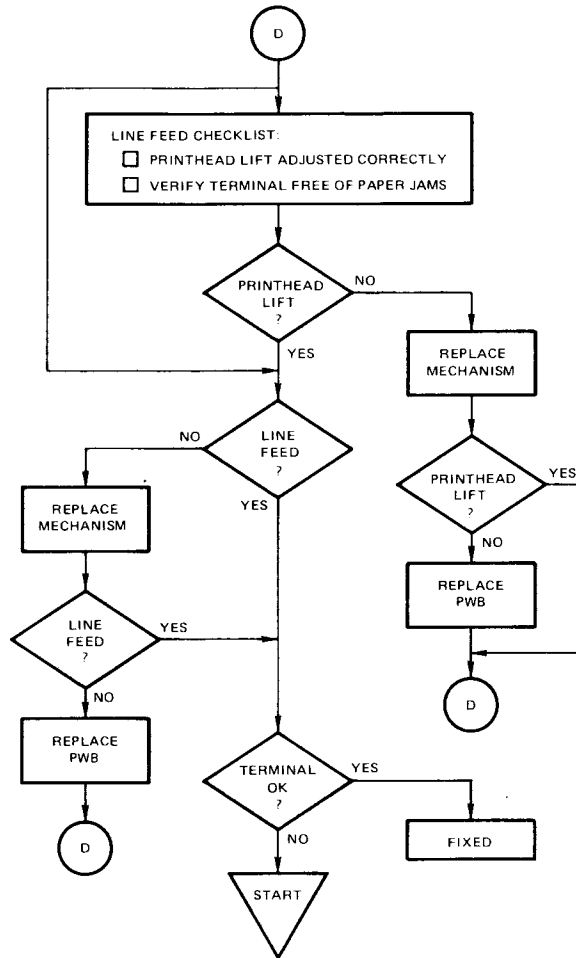 D
LINE FEED CHECKLIST:
PRINTHEAD LIFT ADJUSTED CORRECTLY
VERIFY TERMINAL FREE OF PAPER JAMS
PRINTHEAD
LIFT
?
NO
YES
REPLACE
MECHANISM
LINE
FEED
?
NO
YES
PRINTHEAD
LIFT
?
YES
NO
REPLACE
MECHANISM
REPLACE
PWB
LINE
FEED
?
YES
NO
D
REPLACE
PWB
TERMINAL
OK
?
YES
NO
D
FIXED
START